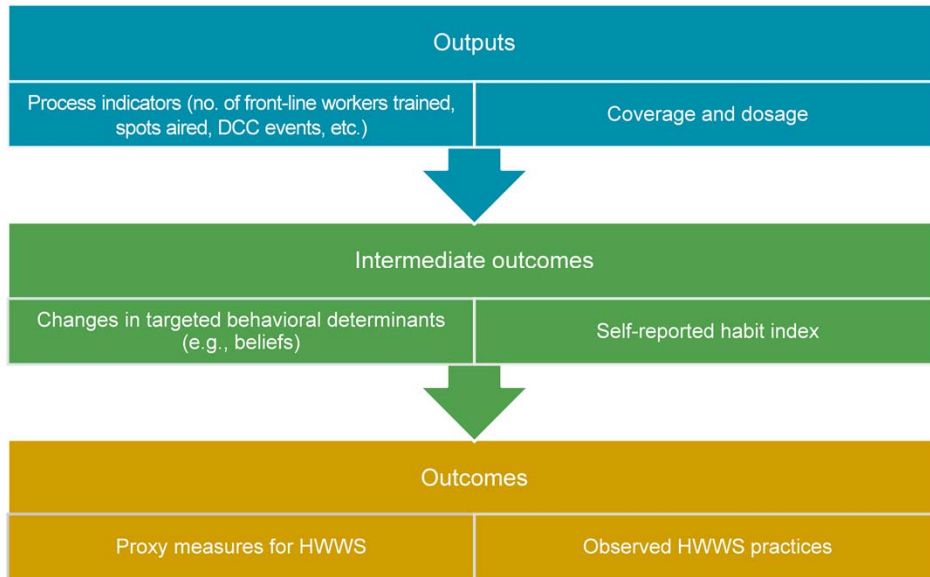 Outputs
Process indicators (no. of front-line workers trained,
spots aired, DCC events, etc.)
Coverage and dosage
Intermediate outcomes
Changes in targeted behavioral determinants
(e.g., beliefs)
Self-reported habit index
Outcomes
Proxy measures for HWWS
Observed HWWS practices